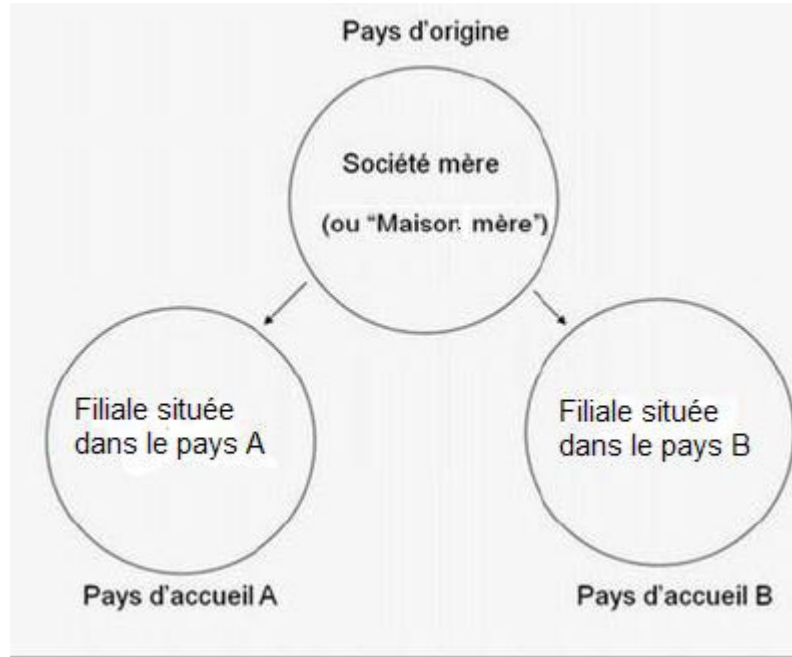 Pays d'origine
Société mère
(ou "Maison mère")
Filiale située
dans le pays A
Filiale située
dans le pays B
Pays d'accueil A
Pays d'accueil B